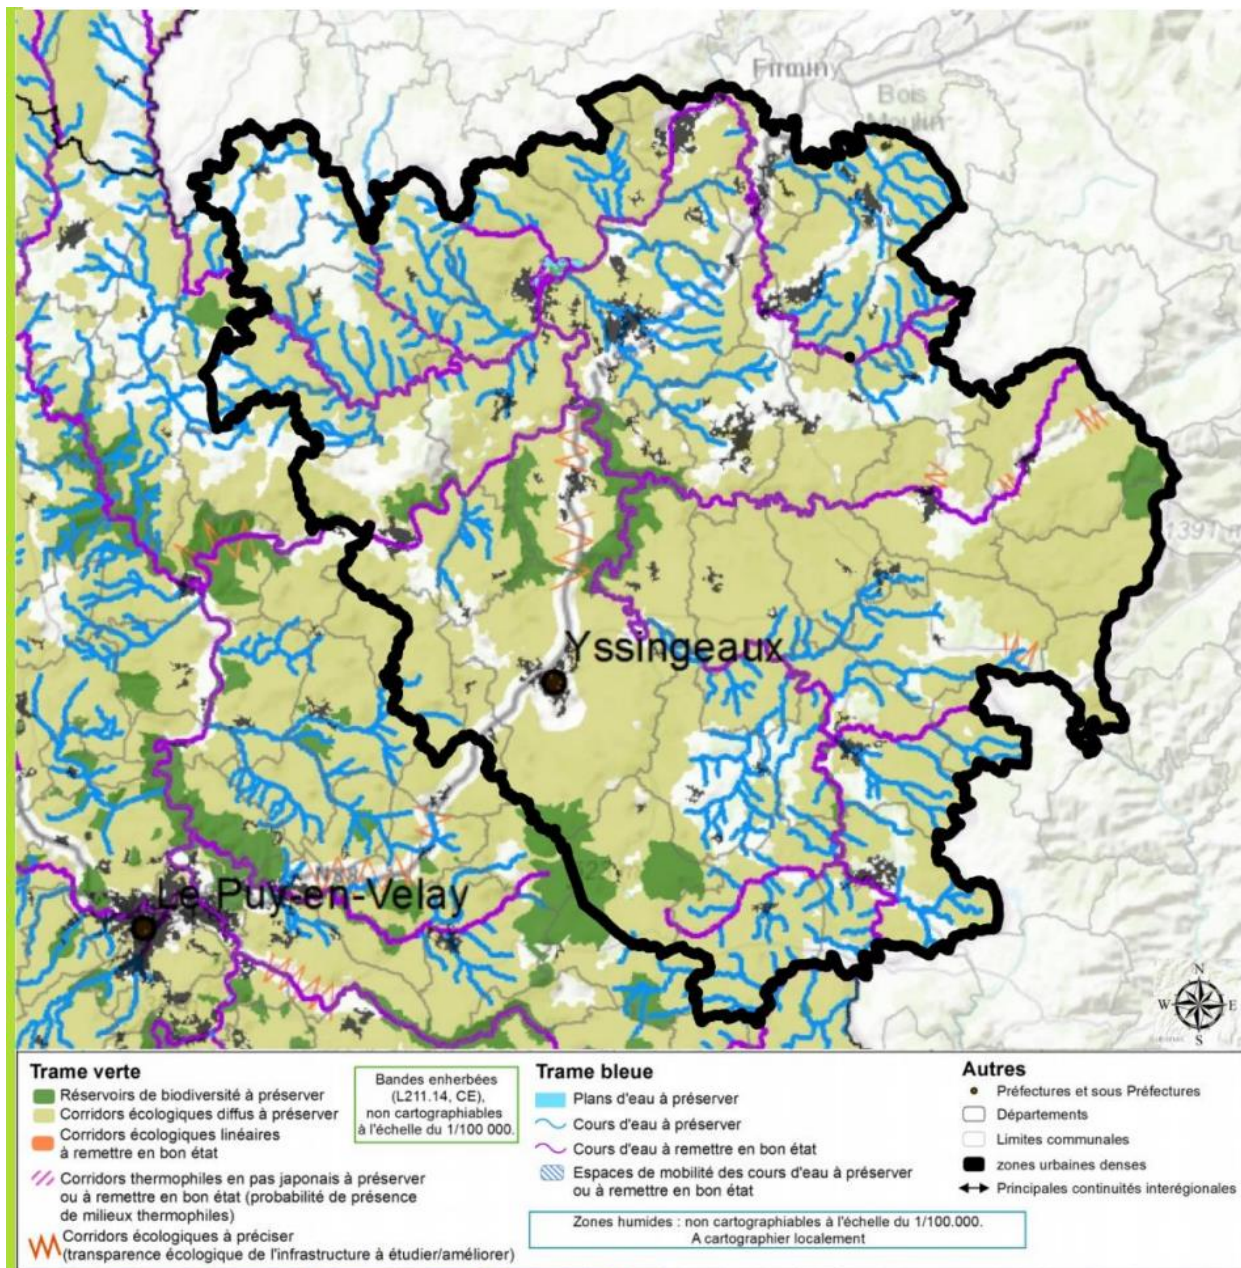 Firminy
Bois
Moulin
1391 m
Yssingeaux
Le Puy-en-Velay
N
W E
S
Trame verte
Réservoirs de biodiversité à préserver
Corridors écologiques diffus à préserver
Corridors écologiques linéaires
à remettre en bon état
Corridors thermophiles en pas japonais à préserver
ou à remettre en bon état (probabilité de présence
de milieux thermophiles)
Corridors écologiques à préciser
(transparence écologique de l'infrastructure à étudier/améliorer)
Bandes enherbées
(L211.14, CE),
non cartographiables
à l'échelle du 1/100 000.
Trame bleue
Plans d'eau à préserver
Cours d'eau à préserver
Cours d'eau à remettre en bon état
Espaces de mobilité des cours d'eau à préserver
ou à remettre en bon état
Zones humides : non cartographiables à l'échelle du 1/100.000.
A cartographier localement
Autres
Préfectures et sous Préfectures
Départements
Limites communales
zones urbaines denses
Principales continuités interégionales